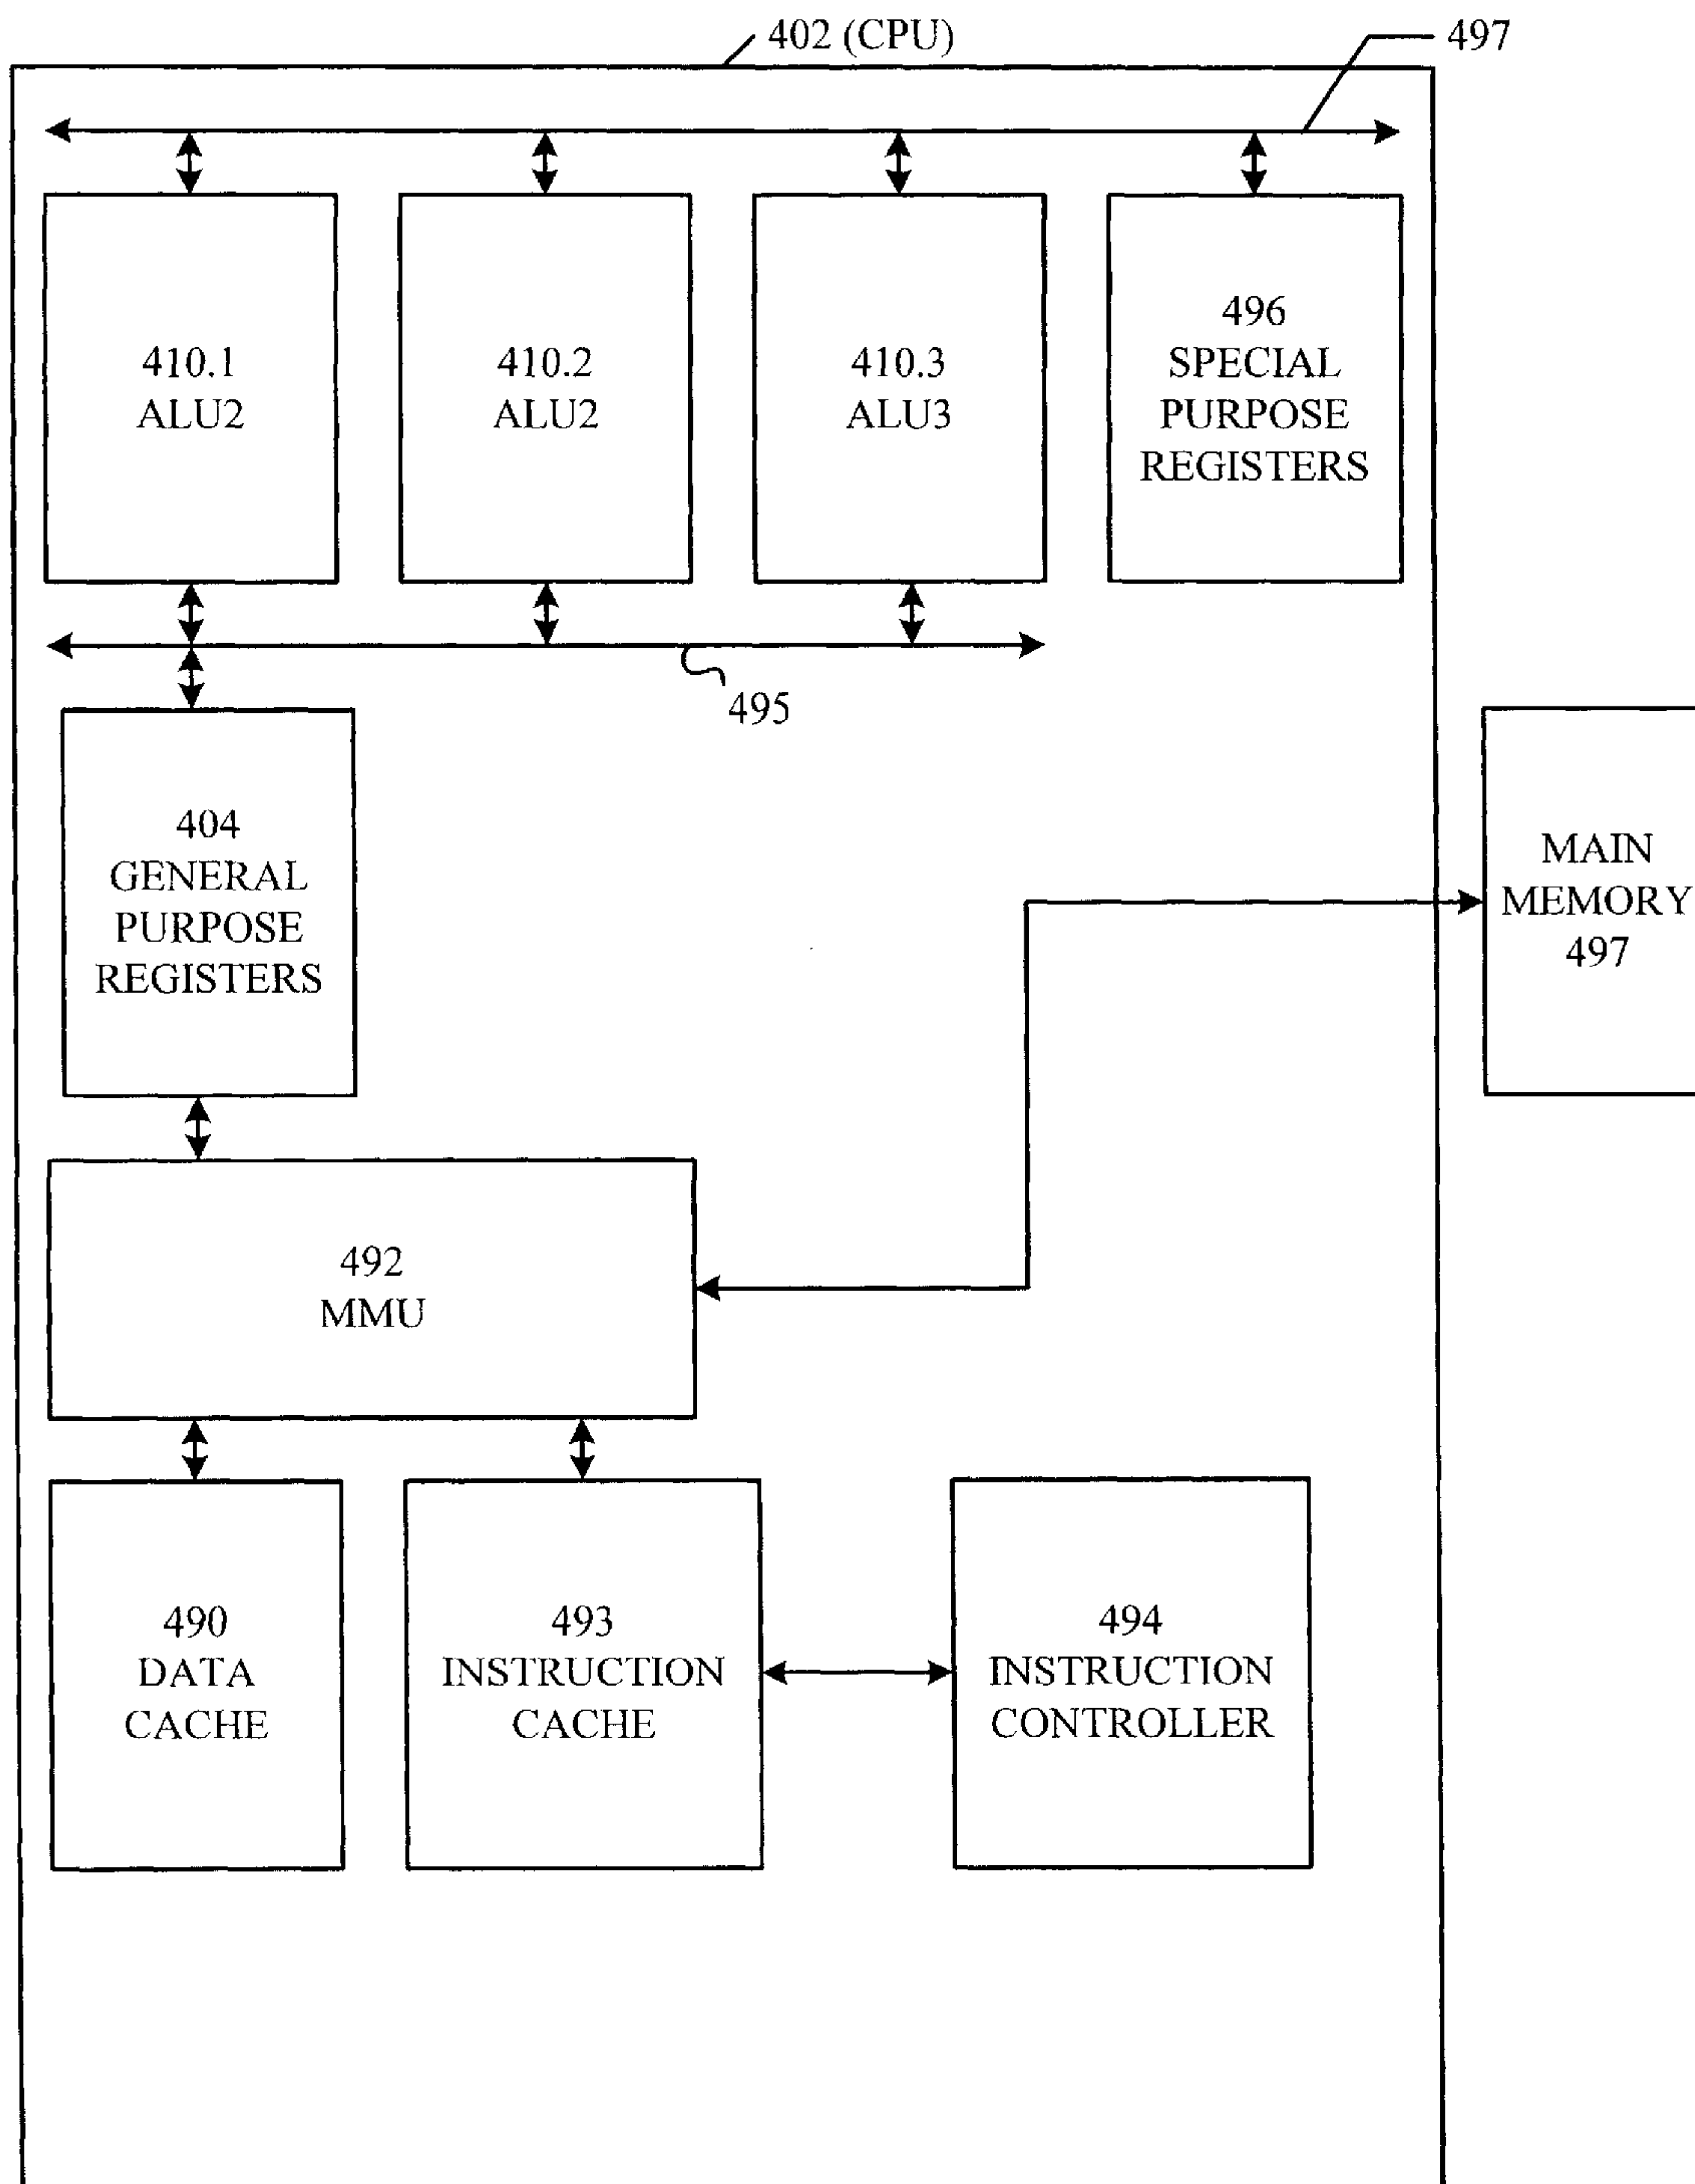 402 (CPU)
497
410.1
ALU2
410.2
ALU2
410.3
ALU3
496
SPECIAL
PURPOSE
REGISTERS
495
404
GENERAL
PURPOSE
REGISTERS
MAIN
MEMORY
497
492
MMU
490
DATA
CACHE
493
INSTRUCTION
CACHE
494
INSTRUCTION
CONTROLLER